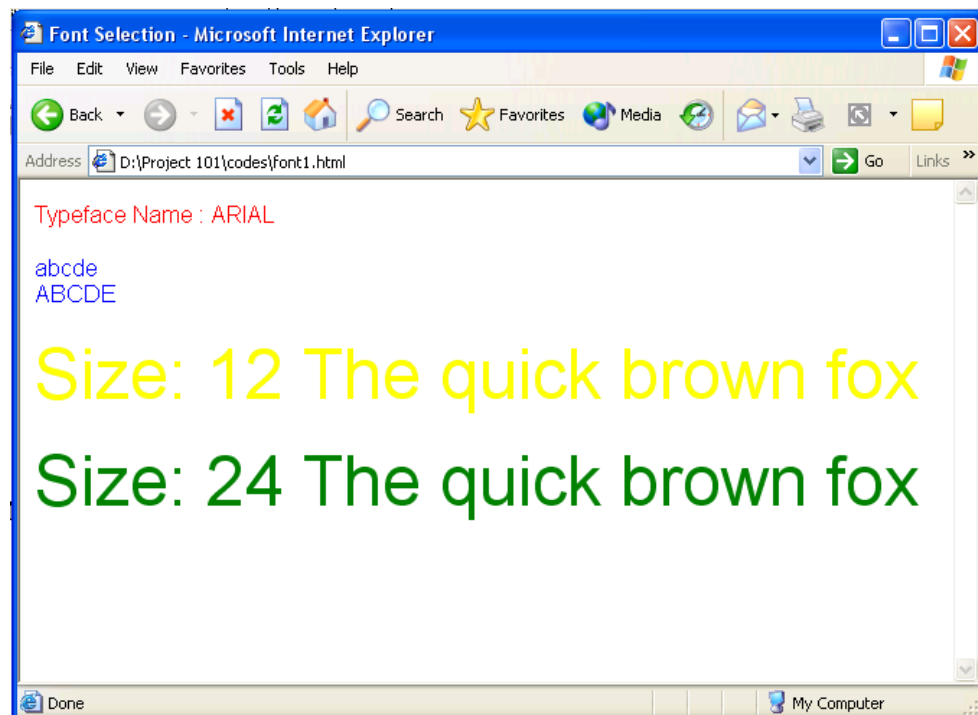 Font Selection - Microsoft Internet Explorer
File Edit View Favorites Tools Help
Back Search Favorites Media
Address D:\Project 101\codes\font1.html Go Links »
Typeface Name : ARIAL
abcde
ABCDE
Size: 12 The quick brown fox
Size: 24 The quick brown fox
Done My Computer